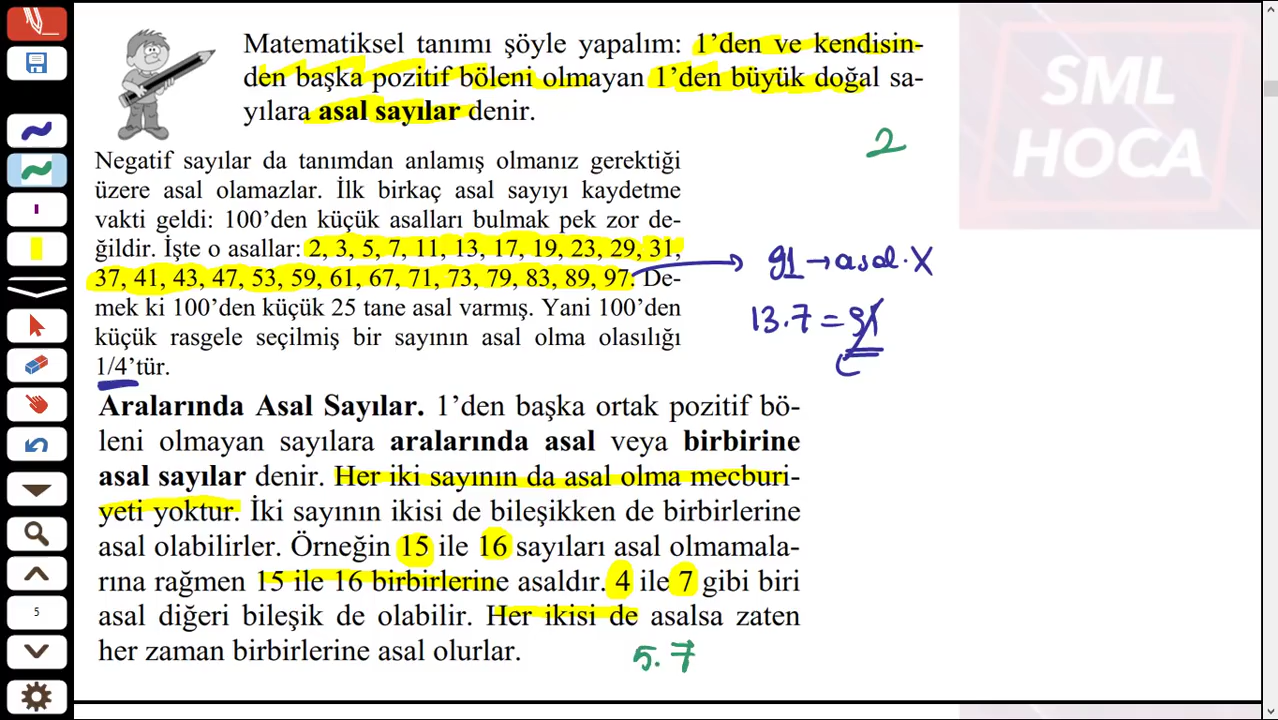 Matematiksel tanımı şöyle yapalım: 1’den ve kendisin-
den başka pozitif böleni olmayan 1’den büyük doğal sa-
yılara asal sayılar denir.
SML
HOCA
2
Negatif sayılar da tanımdan anlamış olmanız gerektiği
üzere asal olamazlar. İlk birkaç asal sayıyı kaydetme
vakti geldi: 100’den küçük asalları bulmak pek zor de-
ğildir. İşte o asallar: 2, 3, 5, 7, 11, 13, 17, 19, 23, 29, 31,
37, 41, 43, 47, 53, 59, 61, 67, 71, 73, 79, 83, 89, 97. De-
mek ki 100’den küçük 25 tane asal varmış. Yani 100’den
küçük rasgele seçilmiş bir sayının asal olma olasılığı
1/4’tür.
91 → asal. X
13.7 = 91
Aralarında Asal Sayılar. 1’den başka ortak pozitif bö-
leni olmayan sayılara aralarında asal veya birbirine
asal sayılar denir. Her iki sayının da asal olma mecburi-
yeti yoktur. İki sayının ikisi de bileşikken de birbirlerine
asal olabilirler. Örneğin 15 ile 16 sayıları asal olmamala-
rına rağmen 15 ile 16 birbirlerine asaldır. 4 ile 7 gibi biri
asal diğeri bileşik de olabilir. Her ikisi de asalsa zaten
her zaman birbirlerine asal olurlar.
5. 7
5